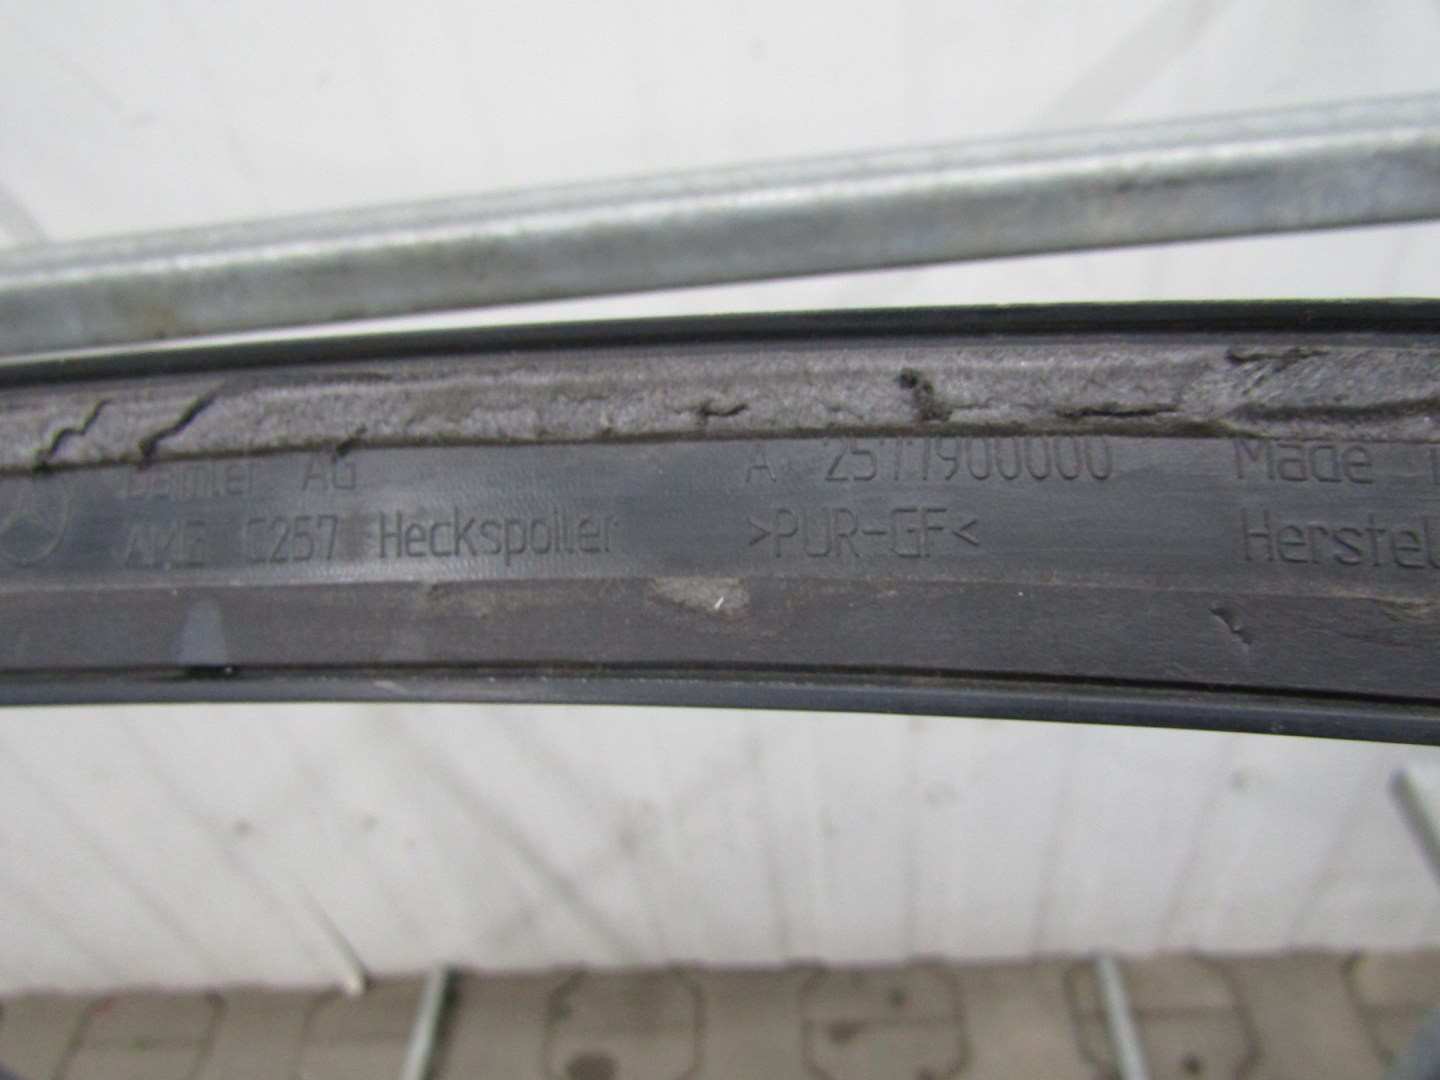 Daimler AG A 2577900000 Made
AMG C257 Heckspoiler >PUR-GF< Herstel